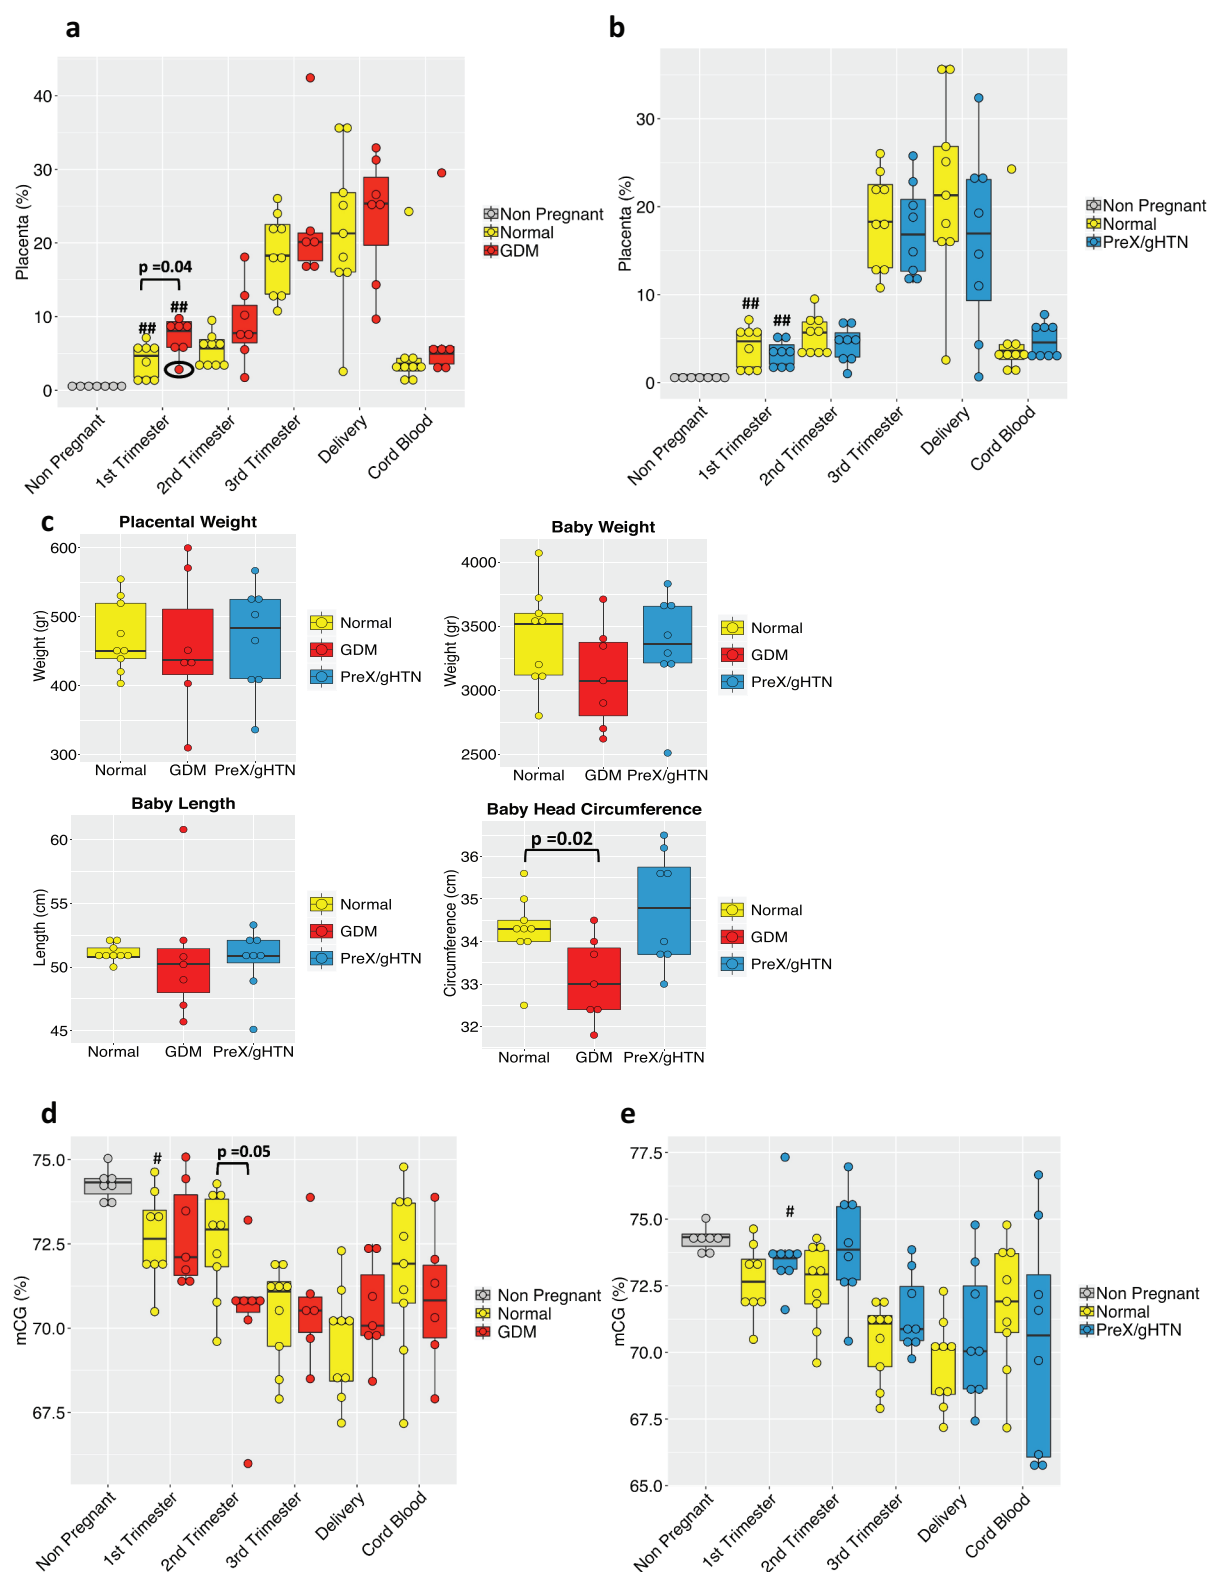 a
Placenta (%)
40
30
20
10
0
p =0.04
##
##
Non Pregnant
1st Trimester
2nd Trimester
3rd Trimester
Delivery
Cord Blood
Non Pregnant
Normal
GDM
b
Placenta (%)
30
20
10
0
##
##
Non Pregnant
1st Trimester
2nd Trimester
3rd Trimester
Delivery
Cord Blood
Non Pregnant
Normal
PreX/gHTN
c
Placental Weight
Weight (gr)
600
500
400
300
Normal
GDM
PreX/gHTN
Normal
GDM
PreX/gHTN
Baby Weight
Weight (gr)
4000
3500
3000
2500
Normal
GDM
PreX/gHTN
Normal
GDM
PreX/gHTN
Baby Length
Length (cm)
60
55
50
45
Normal
GDM
PreX/gHTN
Normal
GDM
PreX/gHTN
Baby Head Circumference
Circumference (cm)
36
35
34
33
32
p =0.02
Normal
GDM
PreX/gHTN
Normal
GDM
PreX/gHTN
d
mCG (%)
75.0
72.5
70.0
67.5
#
p =0.05
Non Pregnant
1st Trimester
2nd Trimester
3rd Trimester
Delivery
Cord Blood
Non Pregnant
Normal
GDM
e
mCG (%)
77.5
75.0
72.5
70.0
67.5
65.0
#
Non Pregnant
1st Trimester
2nd Trimester
3rd Trimester
Delivery
Cord Blood
Non Pregnant
Normal
PreX/gHTN